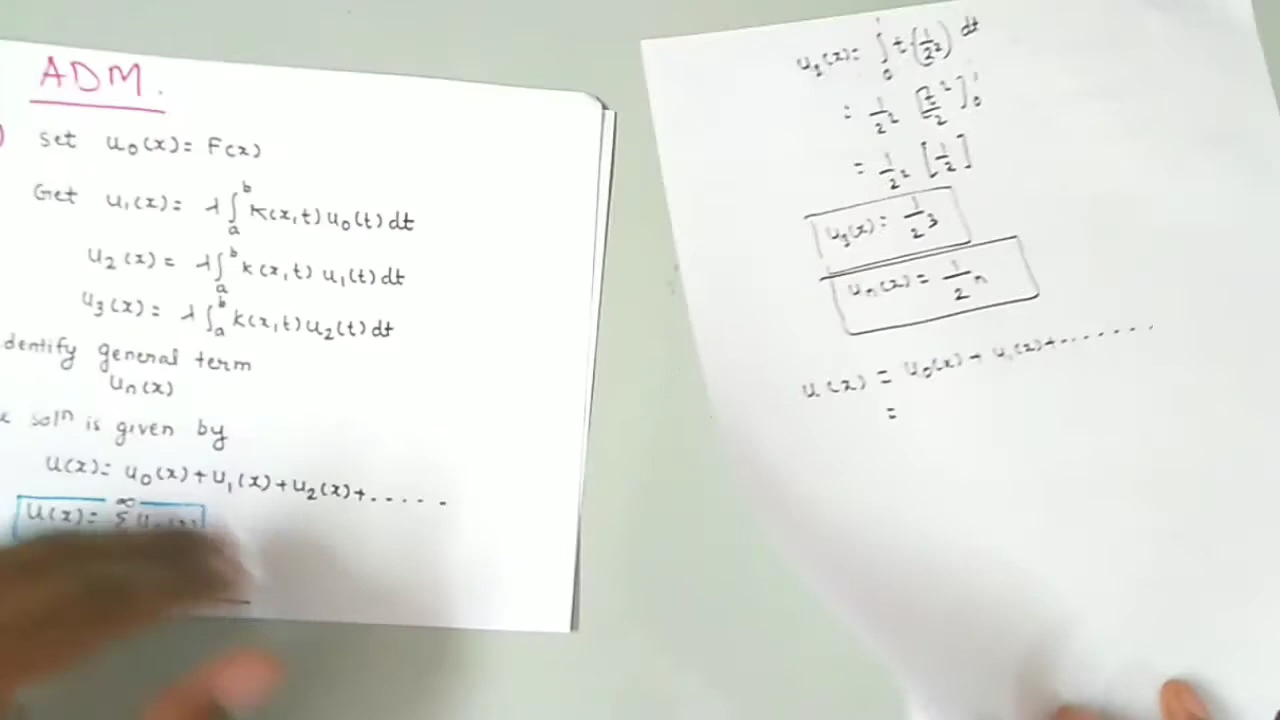 ADM.
Set u₀(x) = F(x)
Get u₁(x) = λ∫ₐᵇ K(x,t) u₀(t) dt
u₂(x) = λ∫ₐᵇ K(x,t) u₁(t) dt
u₃(x) = λ∫ₐᵇ K(x,t) u₂(t) dt
dentify general term
uₙ(x)
solⁿ is given by
u(x) = u₀(x) + u₁(x) + u₂(x) + .....
u(x) = ∞ Σ
u₃(x) = ∫₀¹ t (1/2²) dt
= 1/2² [t²/2]₀¹
= 1/2² [1/2]
u₃(x) = 1/2³
uₙ(x) = 1/2ⁿ
u(x) = u₀(x) + u₁(x) + .......
=